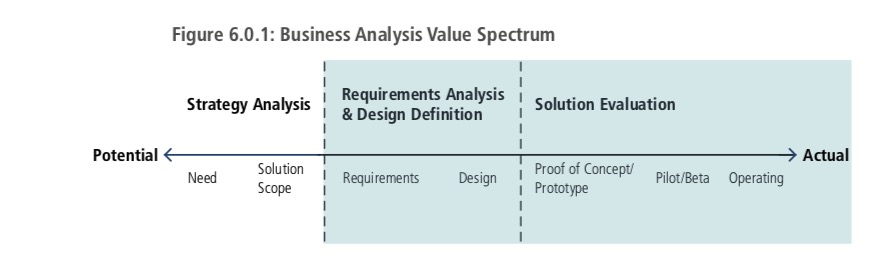 Figure 6.0.1: Business Analysis Value Spectrum
Strategy Analysis
Requirements Analysis
& Design Definition
Solution Evaluation
Potential
Actual
Need
Solution
Scope
Requirements
Design
Proof of Concept/
Prototype
Pilot/Beta
Operating